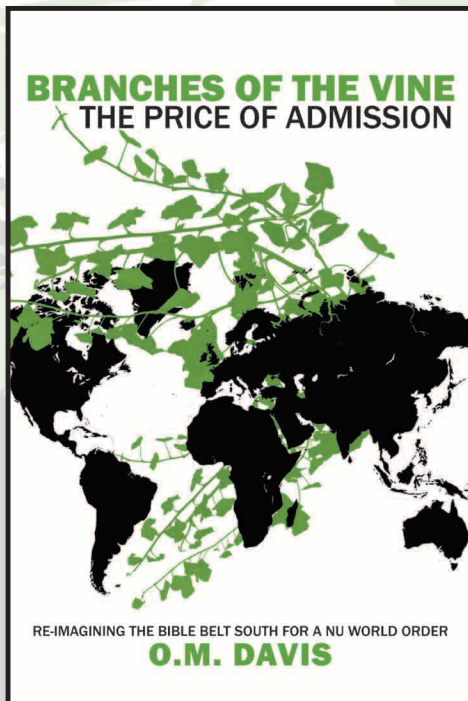 BRANCHES OF THE VINE
THE PRICE OF ADMISSION
RE-IMAGINING THE BIBLE BELT SOUTH FOR A NU WORLD ORDER
O.M. DAVIS